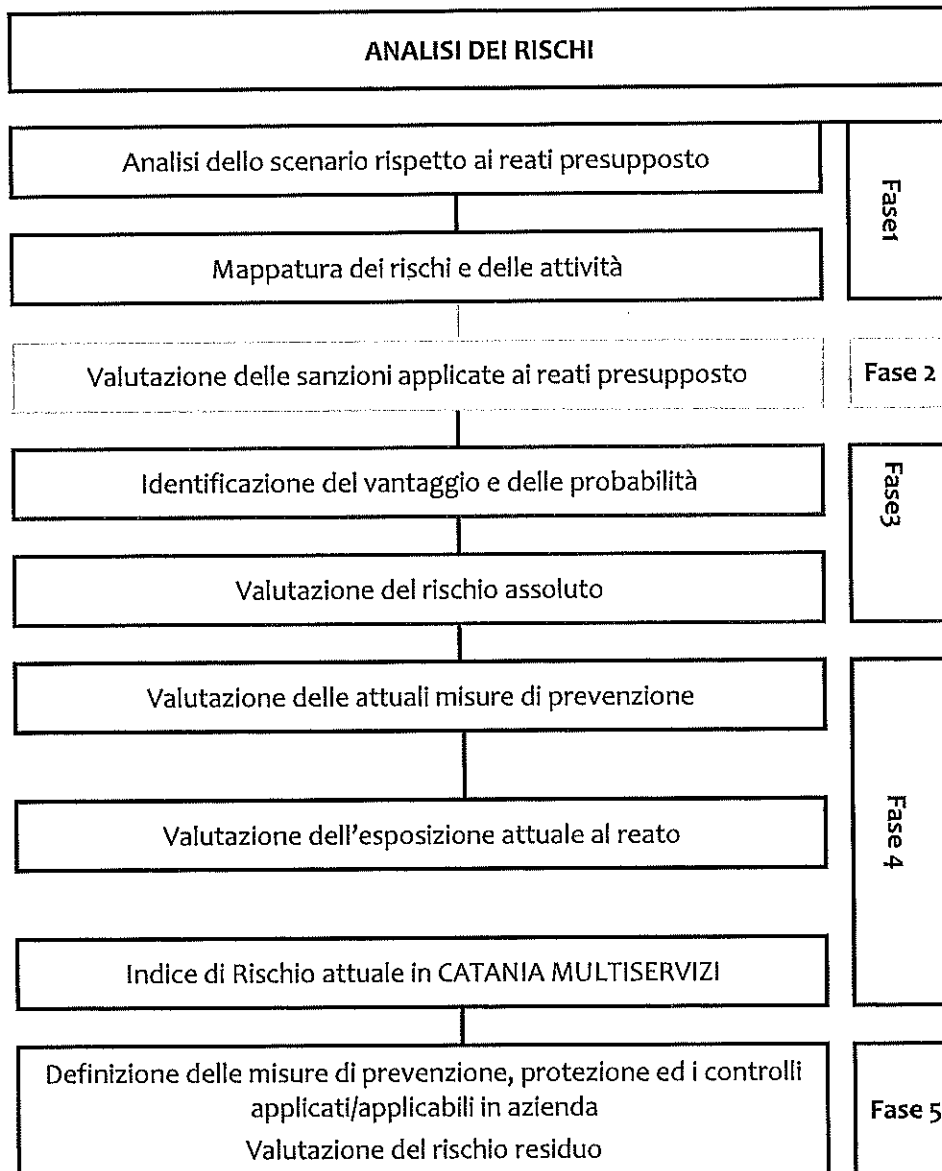 ANALISI DEI RISCHI
Analisi dello scenario rispetto ai reati presupposto
Fase1
Mappatura dei rischi e delle attività
Valutazione delle sanzioni applicate ai reati presupposto
Fase 2
Identificazione del vantaggio e delle probabilità
Fase3
Valutazione del rischio assoluto
Valutazione delle attuali misure di prevenzione
Valutazione dell'esposizione attuale al reato
Fase 4
Indice di Rischio attuale in CATANIA MULTISERVIZI
Definizione delle misure di prevenzione, protezione ed i controlli
applicati/applicabili in azienda
Fase 5
Valutazione del rischio residuo